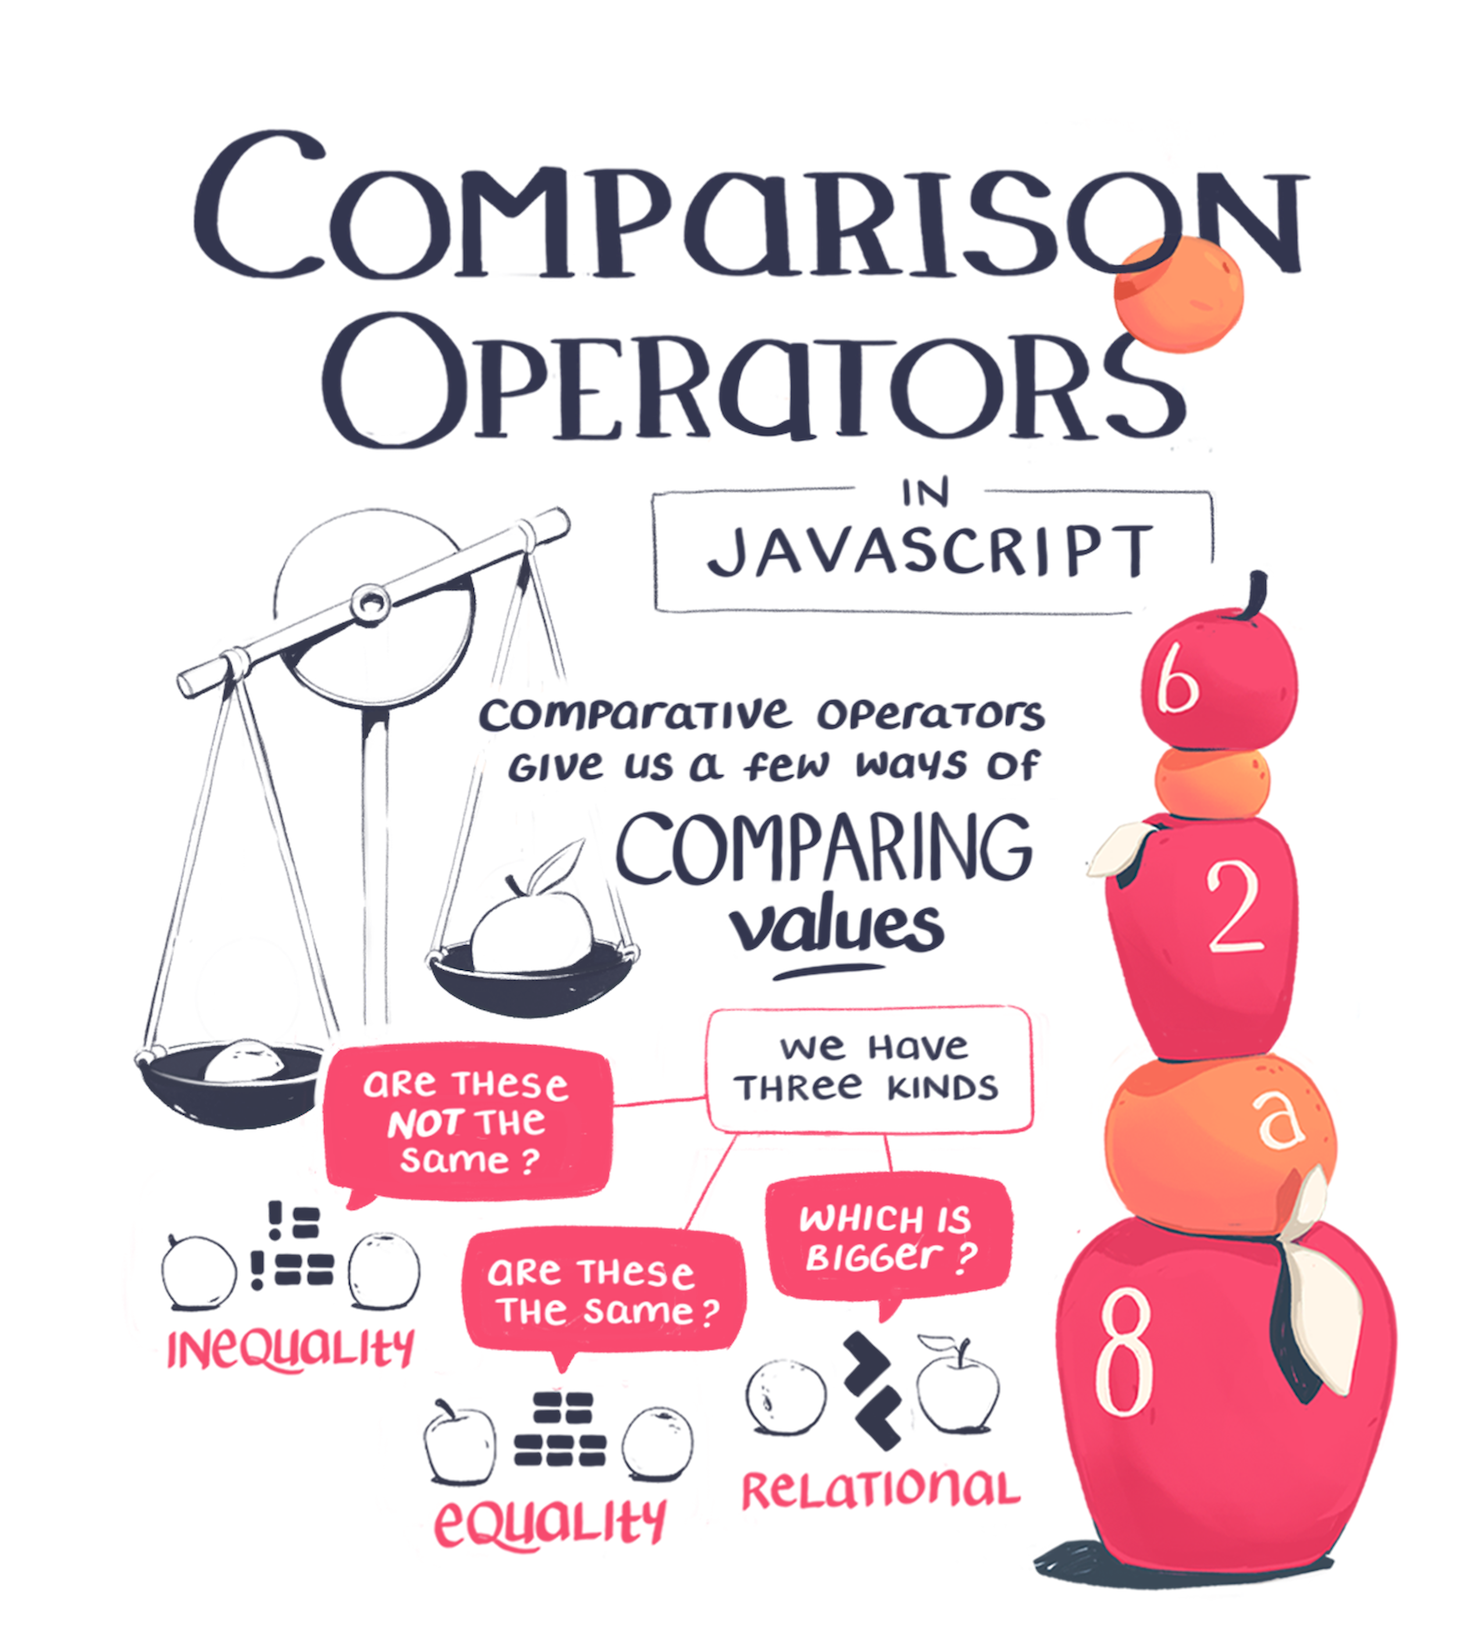 COMPARISON
OPERATORS
IN
JAVASCRIPT
COMPARATIVE OPERATORS
GIVE US A FEW WAYS OF
COMPARING
values
WE HAVE
THREE KINDS
ARE THESE
NOT THE
SAME?
!=
!==
INEQUALITY
ARE THESE
THE SAME?
==
===
EQUALITY
WHICH IS
BIGGER?
>
<
RELATIONAL
6
2
a
8